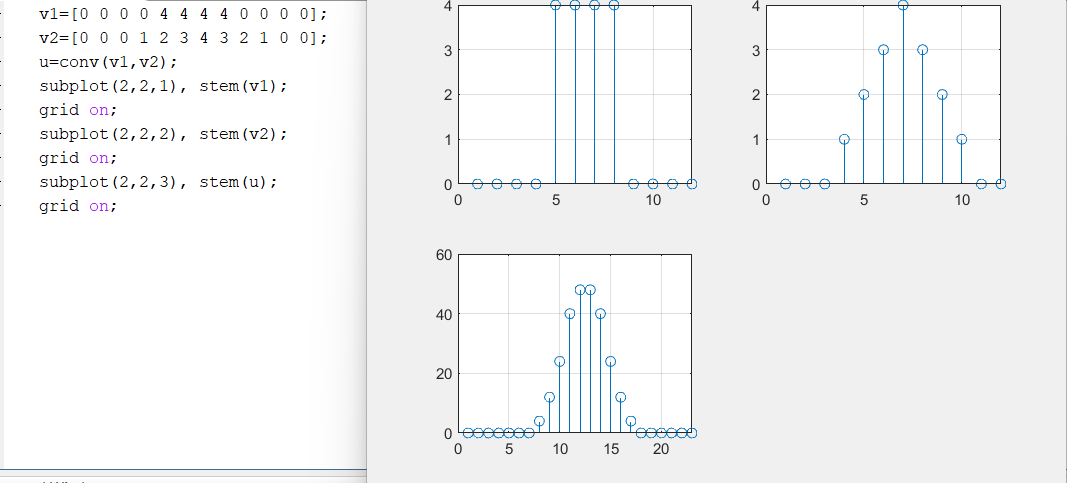 v1=[0 0 0 0 4 4 4 4 0 0 0 0];
v2=[0 0 0 1 2 3 4 3 2 1 0 0];
u=conv(v1,v2);
subplot(2,2,1), stem(v1);
grid on;
subplot(2,2,2), stem(v2);
grid on;
subplot(2,2,3), stem(u);
grid on;
4
3
2
1
0
0 5 10
4
3
2
1
0
0 5 10
60
40
20
0
0 5 10 15 20